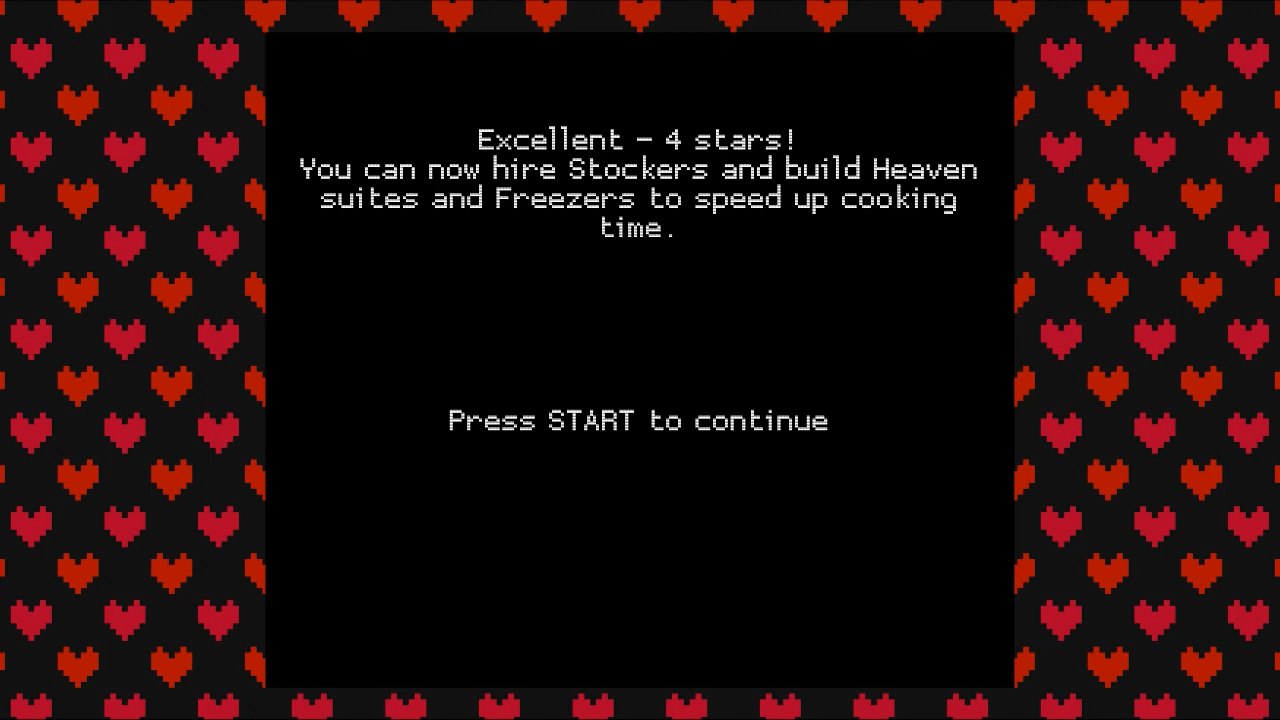 Excellent - 4 stars!
You can now hire Stockers and build Heaven
suites and Freezers to speed up cooking
time.
Press START to continue